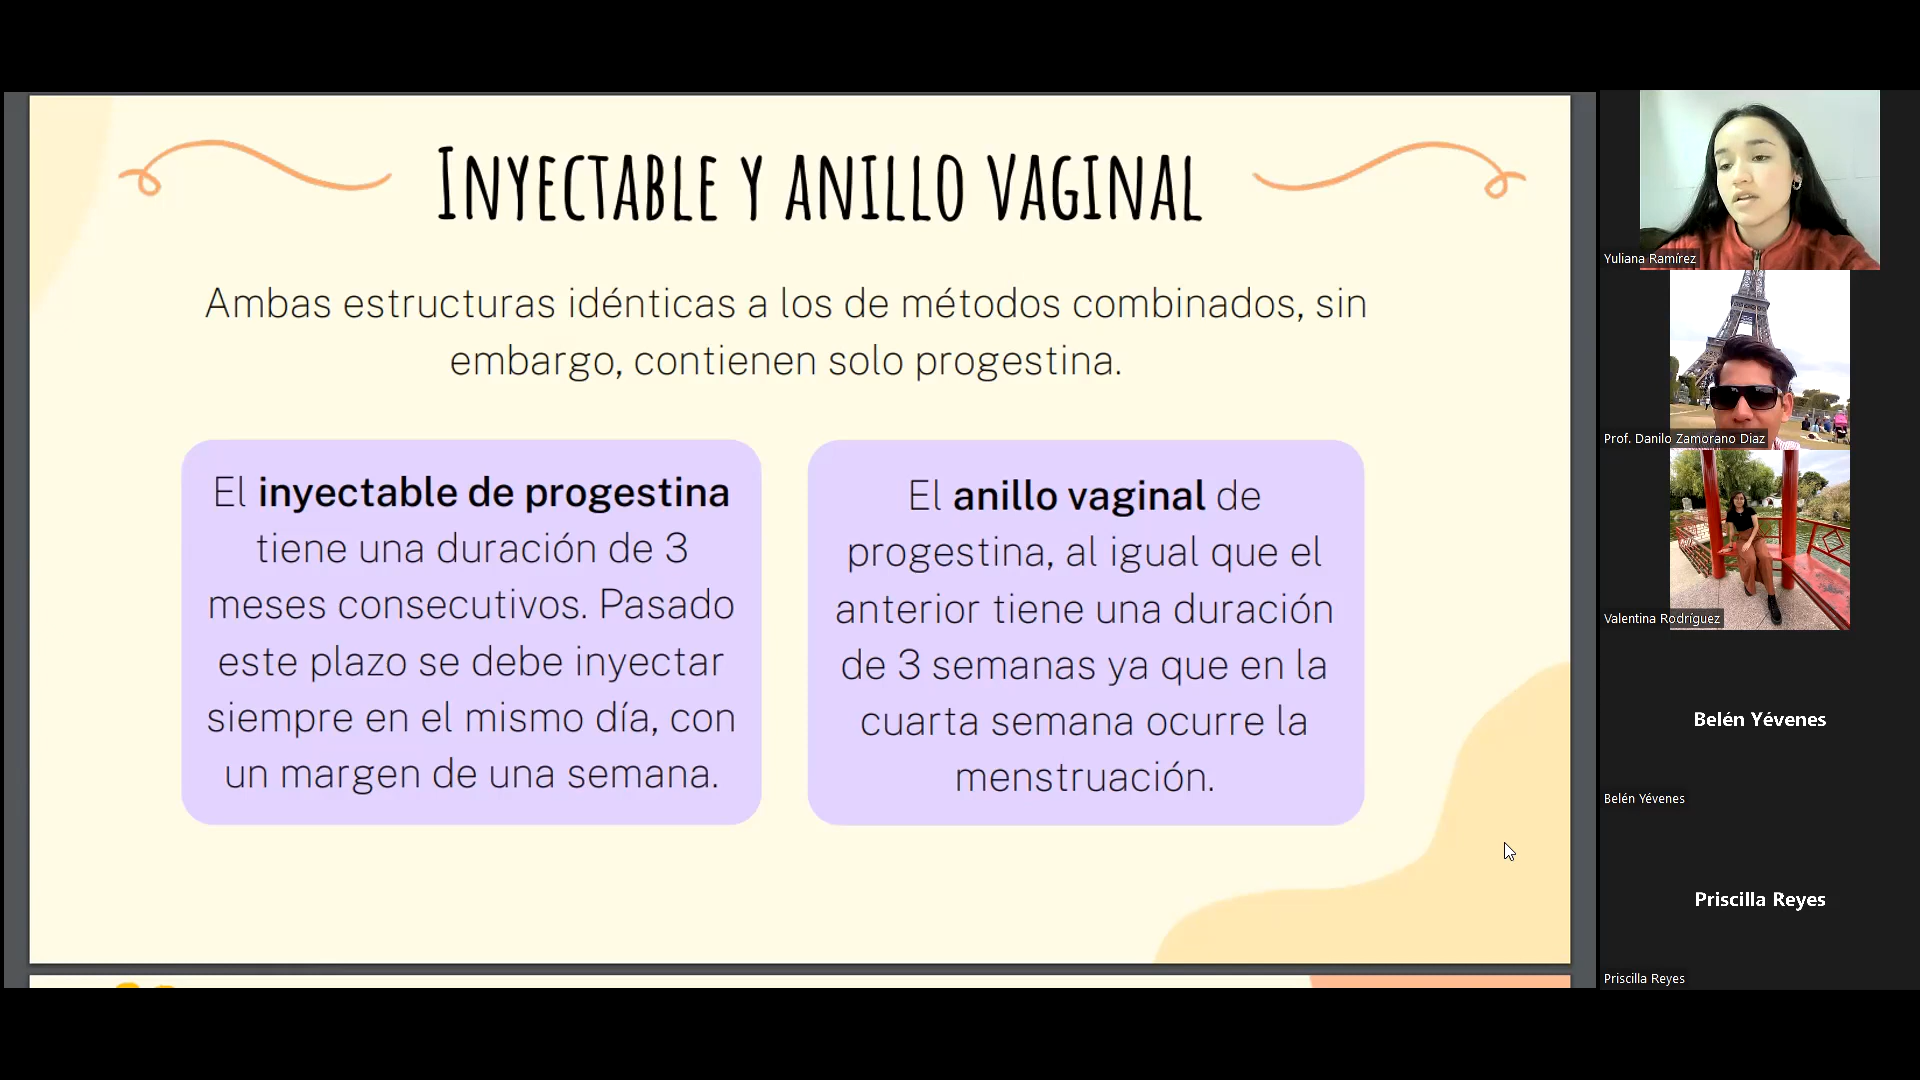 Inyectable y anillo vaginal
Ambas estructuras idénticas a los de métodos combinados, sin
embargo, contienen solo progestina.
El inyectable de progestina
tiene una duración de 3
meses consecutivos. Pasado
este plazo se debe inyectar
siempre en el mismo día, con
un margen de una semana.
El anillo vaginal de
progestina, al igual que el
anterior tiene una duración
de 3 semanas ya que en la
cuarta semana ocurre la
menstruación.
Yuliana Ramírez
Prof. Danilo Zamorano Diaz
Valentina Rodríguez
Belén Yévenes
Belén Yévenes
Priscilla Reyes
Priscilla Reyes